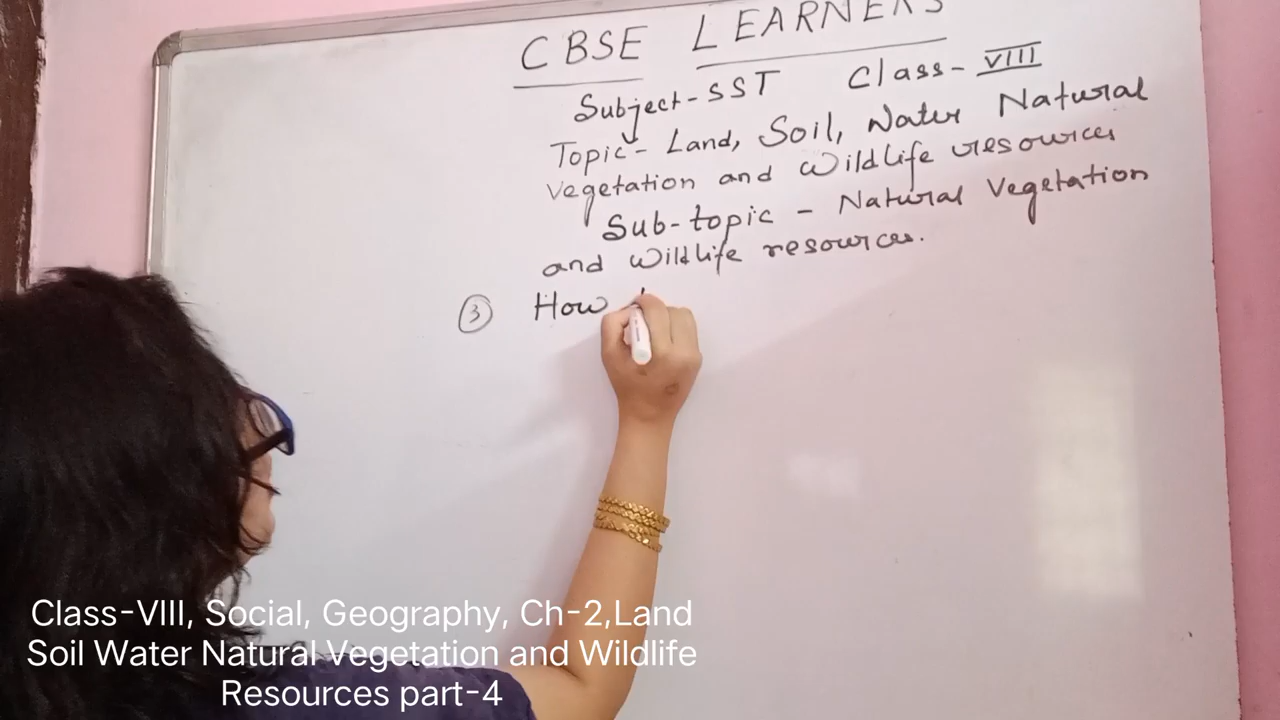 CBSE LEARNERS
Subject-SST Class-VIII
Topic- Land, Soil, Water Natural
vegetation and Wildlife resources
Sub-topic - Natural Vegetation
and Wildlife resources.
③ How
Class-VIII, Social, Geography, Ch-2,Land
Soil Water Natural Vegetation and Wildlife
Resources part-4